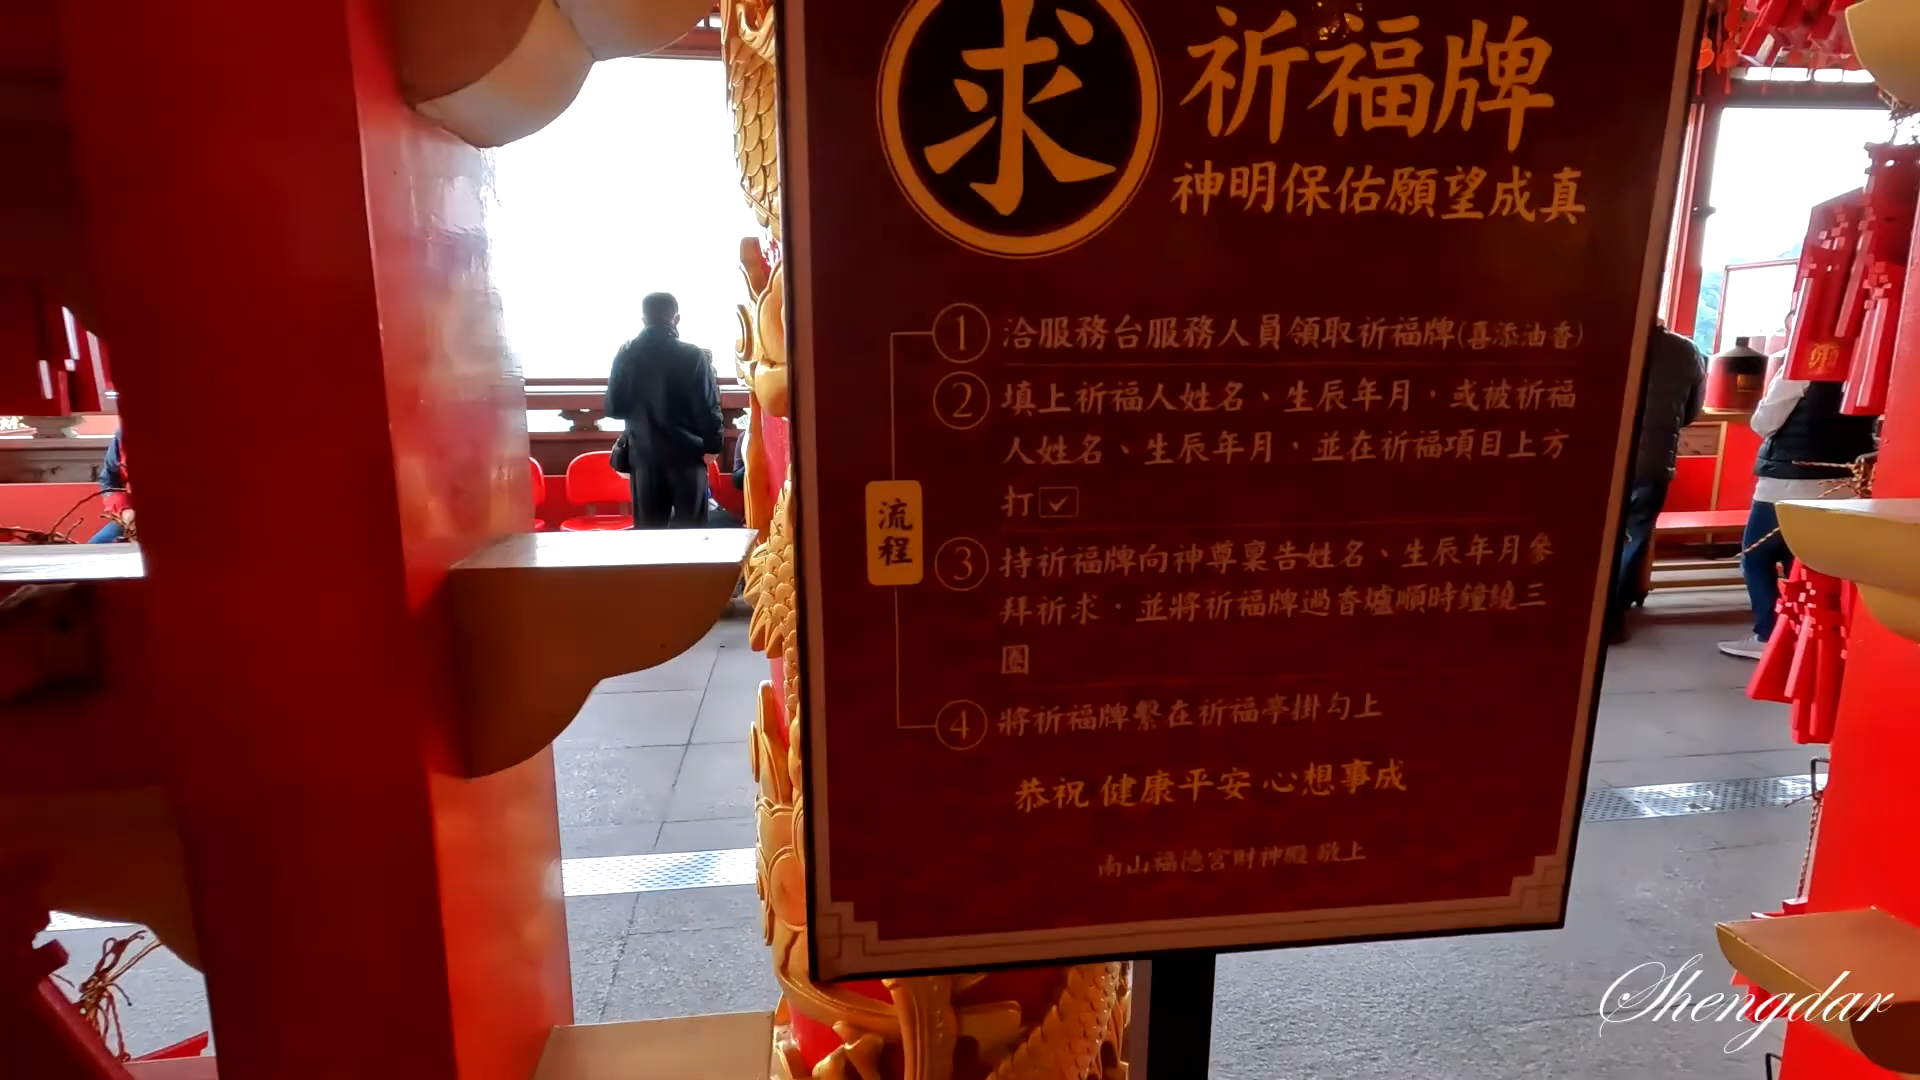 求
祈福牌
神明保佑願望成真
流程
① 洽服務台服務人員領取祈福牌(喜添油香)
② 填上祈福人姓名、生辰年月，或被祈福
人姓名、生辰年月，並在祈福項目上方
打☑
③ 持祈福牌向神尊稟告姓名、生辰年月參
拜祈求，並將祈福牌過香爐順時鐘繞三
圈
④ 將祈福牌繫在祈福亭掛勾上
恭祝 健康平安 心想事成
南山福德宮財神殿 敬上
Shengdar